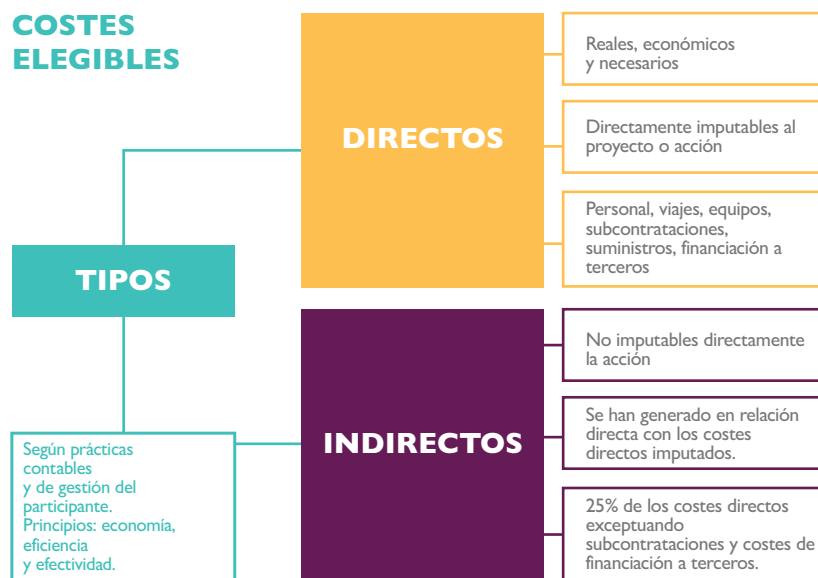 COSTES
ELEGIBLES
TIPOS
Según prácticas
contables
y de gestión del
participante.
Principios: economía,
eficiencia
y efectividad.
DIRECTOS
Reales, económicos
y necesarios
Directamente imputables al
proyecto o acción
Personal, viajes, equipos,
subcontrataciones,
suministros, financiación a
terceros
INDIRECTOS
No imputables directamente
la acción
Se han generado en relación
directa con los costes
directos imputados.
25% de los costes directos
exceptuando
subcontrataciones y costes de
financiación a terceros.